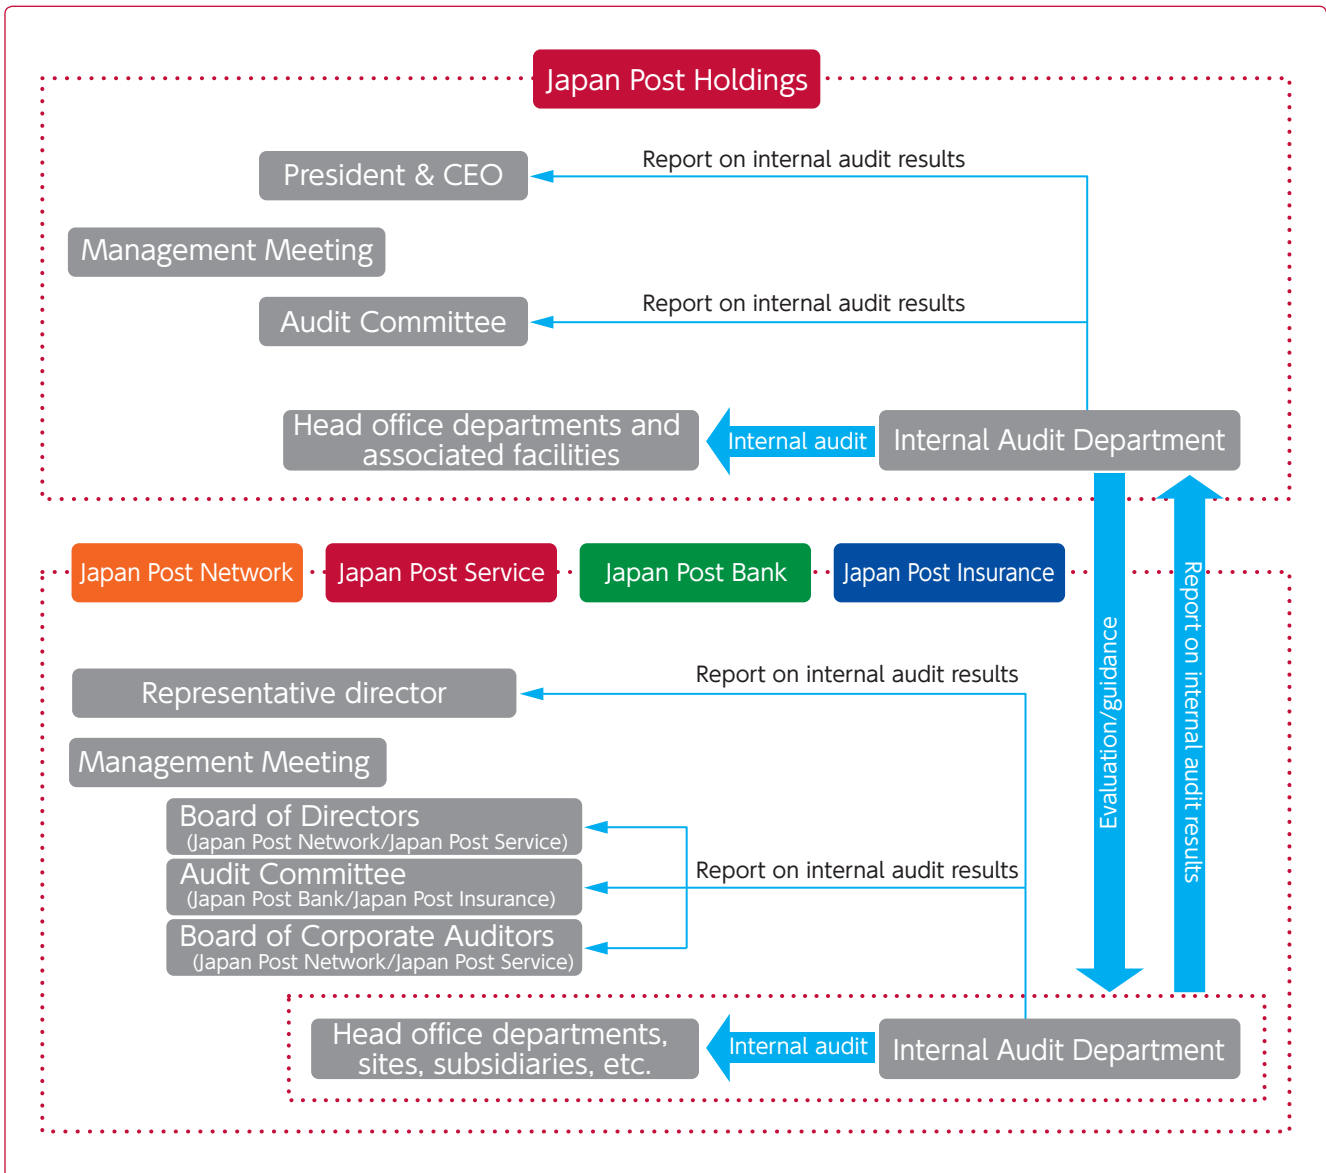 Japan Post Holdings
Report on internal audit results
President & CEO
Management Meeting
Report on internal audit results
Audit Committee
Head office departments and
associated facilities
Internal audit
Internal Audit Department
Japan Post Network
Japan Post Service
Japan Post Bank
Japan Post Insurance
Evaluation/guidance
Report on internal audit results
Report on internal audit results
Representative director
Management Meeting
Board of Directors
(Japan Post Network/Japan Post Service)
Report on internal audit results
Audit Committee
(Japan Post Bank/Japan Post Insurance)
Board of Corporate Auditors
(Japan Post Network/Japan Post Service)
Head office departments,
sites, subsidiaries, etc.
Internal audit
Internal Audit Department